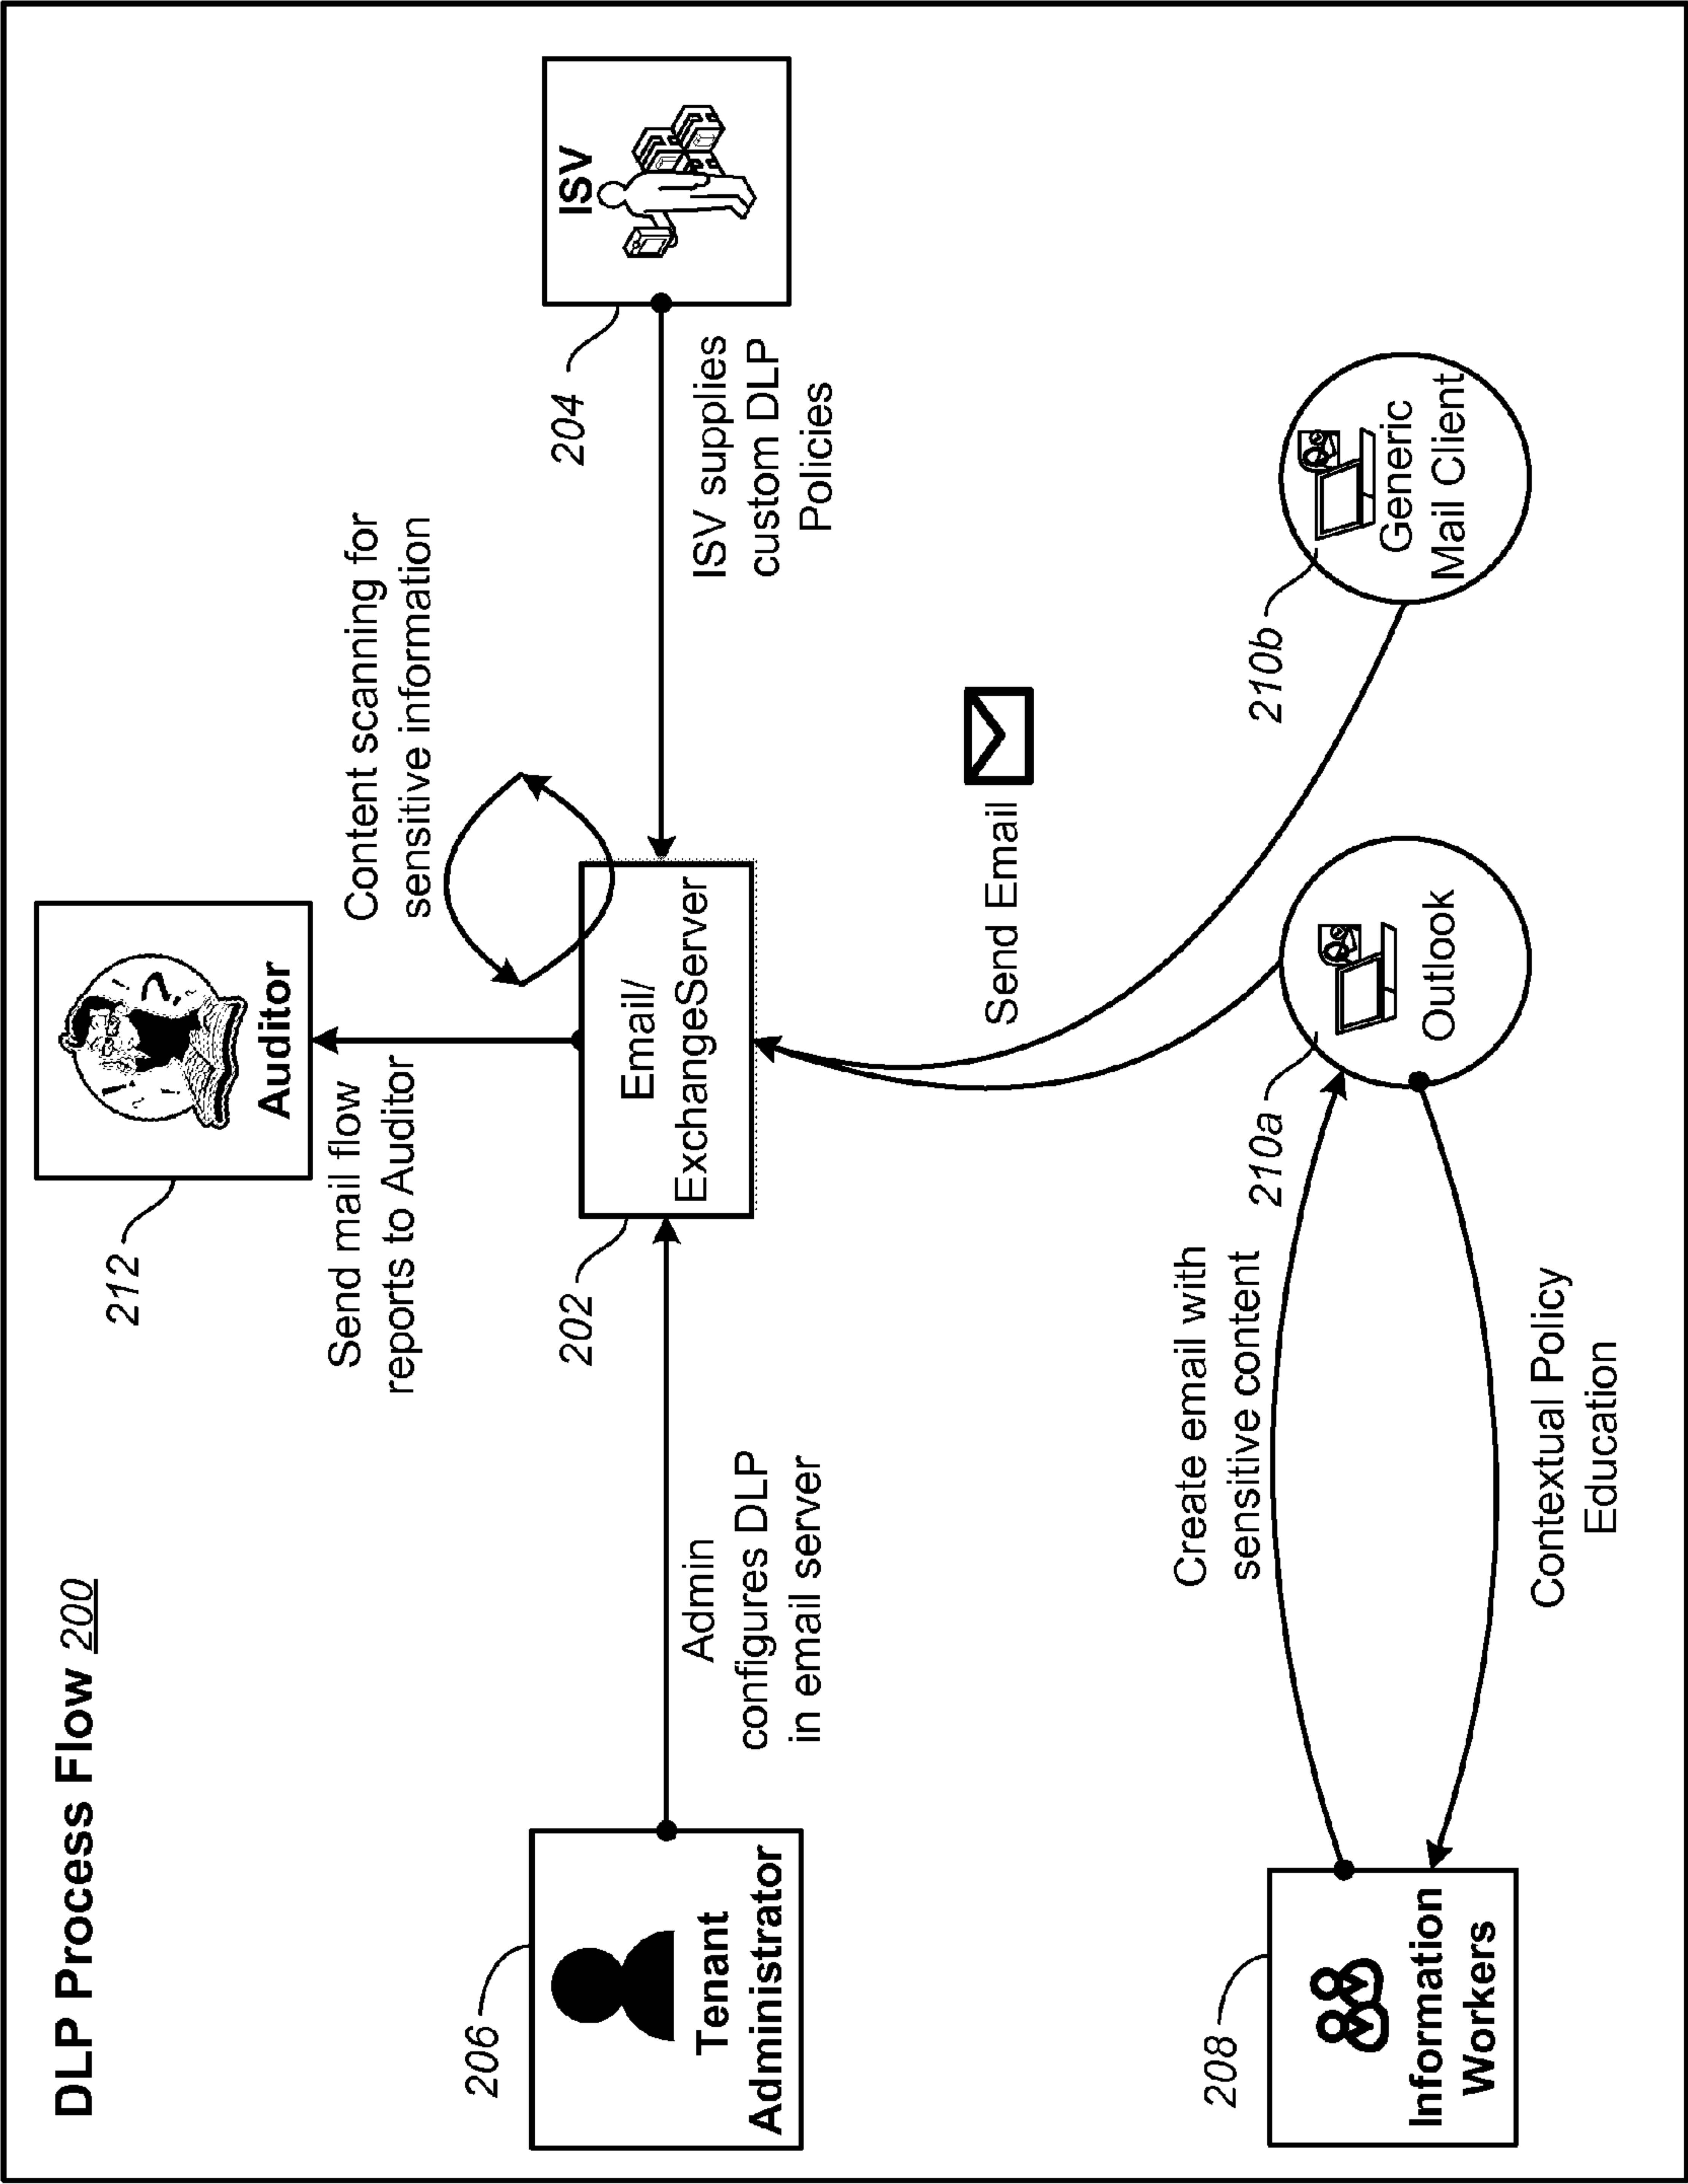 DLP Process Flow 200
212
Auditor
Send mail flow
reports to Auditor
Content scanning for
sensitive information
206
Tenant
Administrator
Admin
configures DLP
in email server
202
Email/
ExchangeServer
204
ISV
ISV supplies
custom DLP
Policies
Send Email
208
Information
Workers
Create email with
sensitive content
Contextual Policy
Education
210a
Outlook
210b
Generic
Mail Client